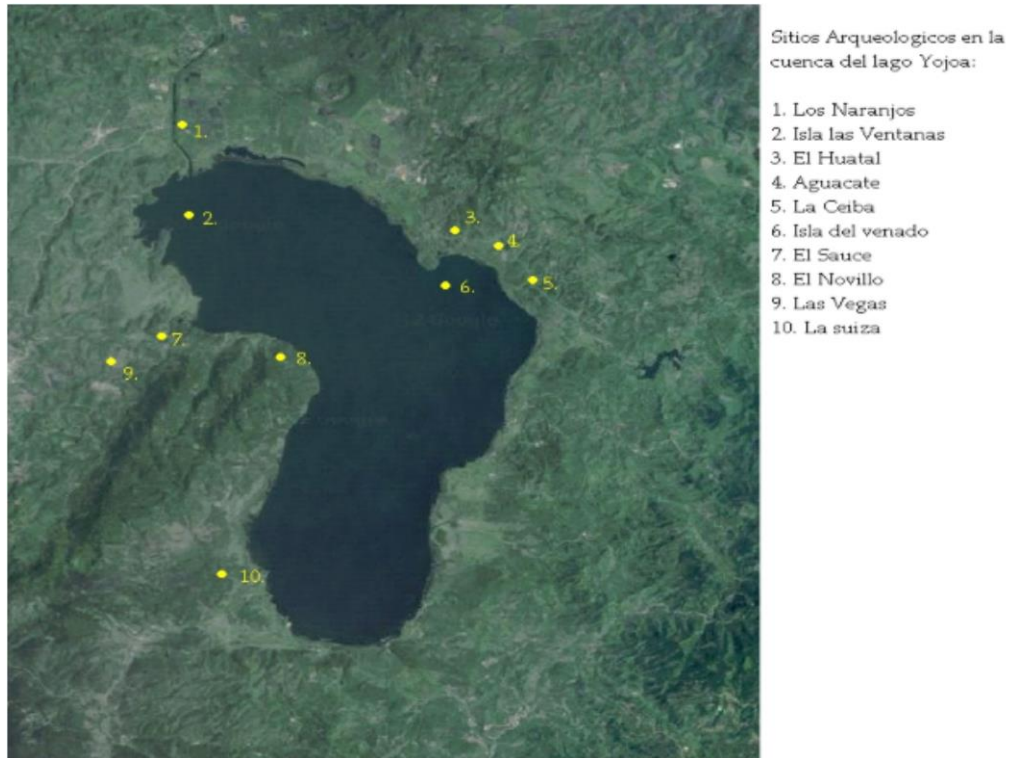 Sitios Arqueologicos en la
cuenca del lago Yojoa:
1. Los Naranjos
2. Isla las Ventanas
3. El Huatal
4. Aguacate
5. La Ceiba
6. Isla del venado
7. El Sauce
8. El Novillo
9. Las Vegas
10. La suiza
1.
2.
3.
4.
5.
6.
7.
8.
9.
10.